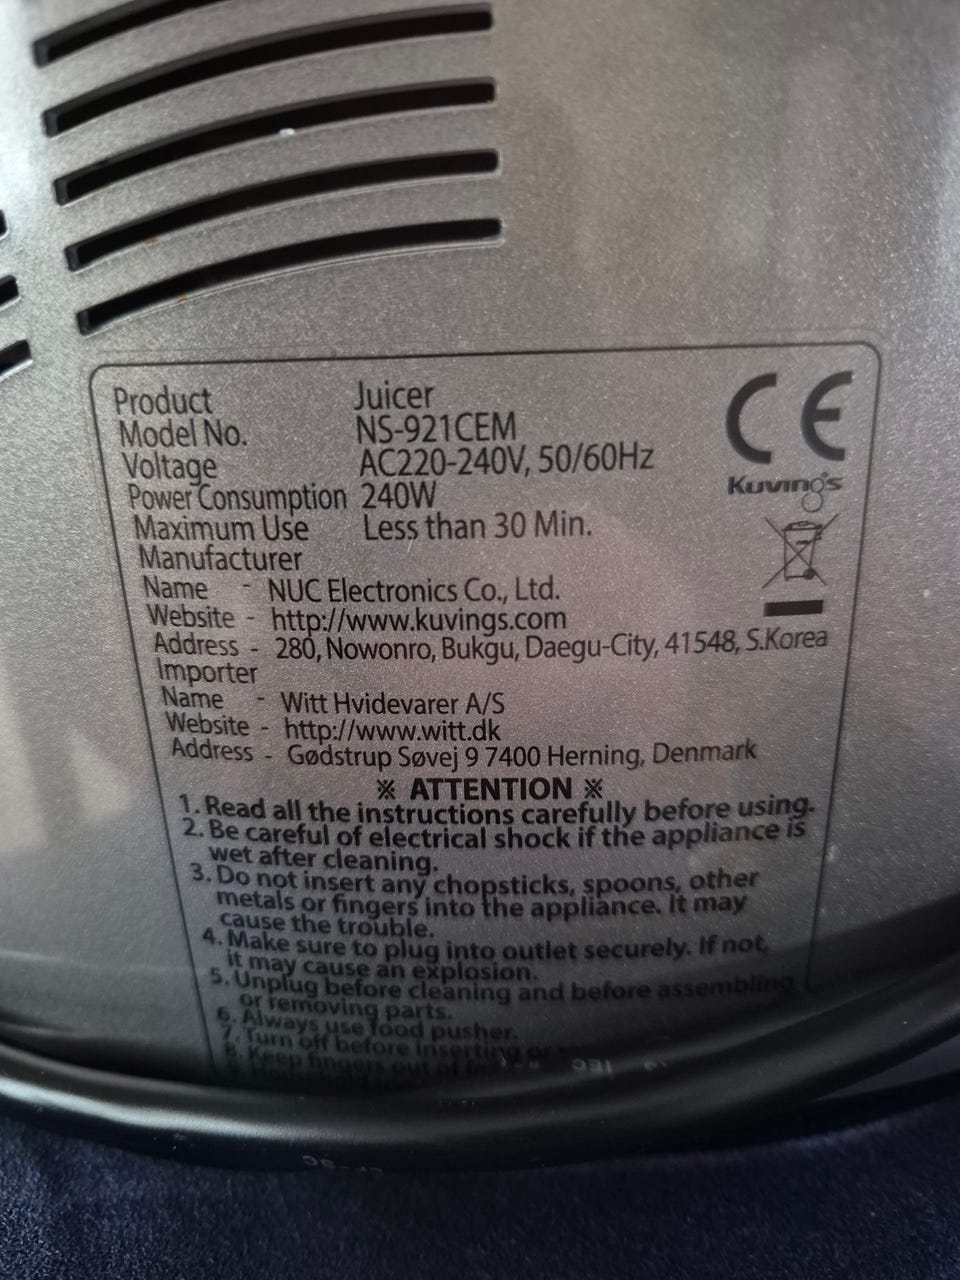 Product Juicer
Model No. NS-921CEM
Voltage AC220-240V, 50/60Hz
Power Consumption 240W
Maximum Use Less than 30 Min.
Manufacturer
Name - NUC Electronics Co., Ltd.
Website - http://www.kuvings.com
Address - 280, Nowonro, Bukgu, Daegu-City, 41548, S.Korea
Importer
Name - Witt Hvidevarer A/S
Website - http://www.witt.dk
Address - Gødstrup Søvej 9 7400 Herning, Denmark
CE
Kuvings
※ ATTENTION ※
1. Read all the instructions carefully before using.
2. Be careful of electrical shock if the appliance is
wet after cleaning.
3. Do not insert any chopsticks, spoons, other
metals or fingers into the appliance. It may
cause the trouble.
4. Make sure to plug into outlet securely. If not,
it may cause an explosion.
5. Unplug before cleaning and before assembling
or removing parts.
6. Always use food pusher.
7. Turn off before inserting or
8. Keep fingers out of
IEC